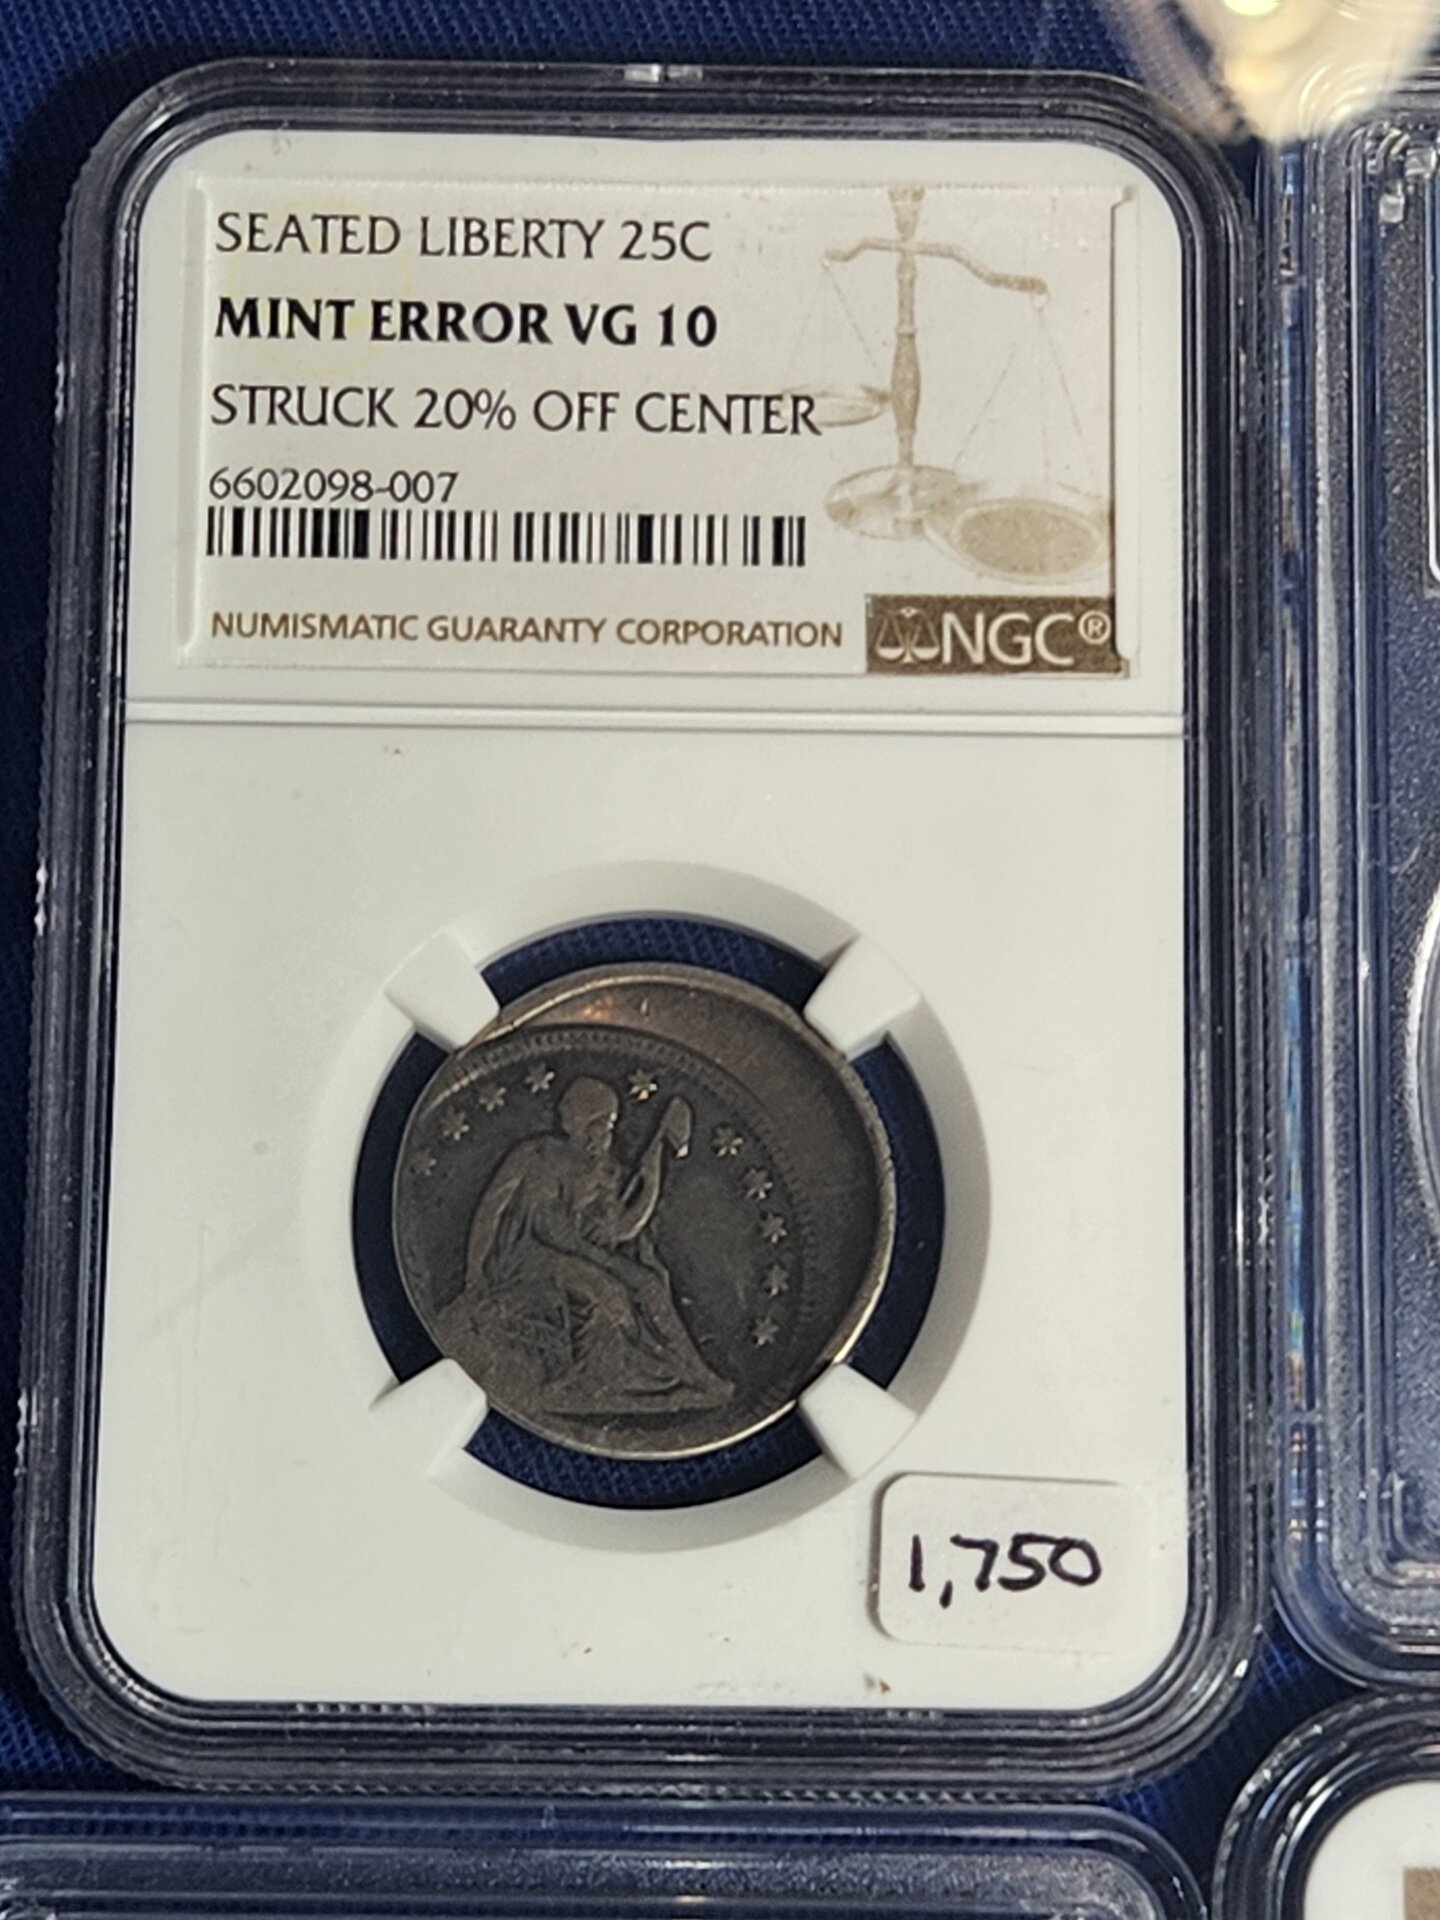 SEATED LIBERTY 25C
MINT ERROR VG 10
STRUCK 20% OFF CENTER
6602098-007
NUMISMATIC GUARANTY CORPORATION
NGC®
1,750